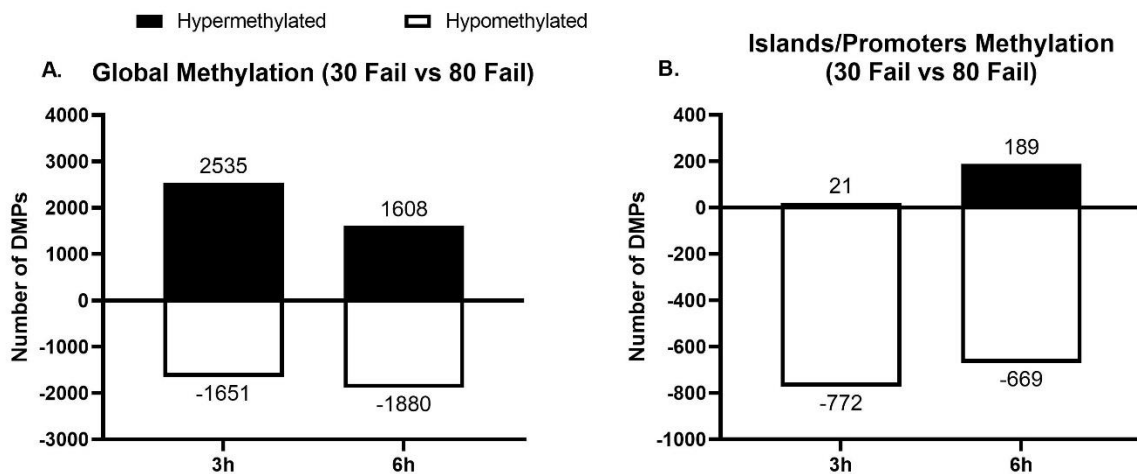 Hypermethylated
Hypomethylated
A. Global Methylation (30 Fail vs 80 Fail)
Number of DMPs
4000
3000
2000
1000
0
-1000
-2000
-3000
2535
1608
-1651
-1880
3h
6h
B.
Islands/Promoters Methylation
(30 Fail vs 80 Fail)
Number of DMPs
400
200
0
-200
-400
-600
-800
-1000
21
189
-772
-669
3h
6h